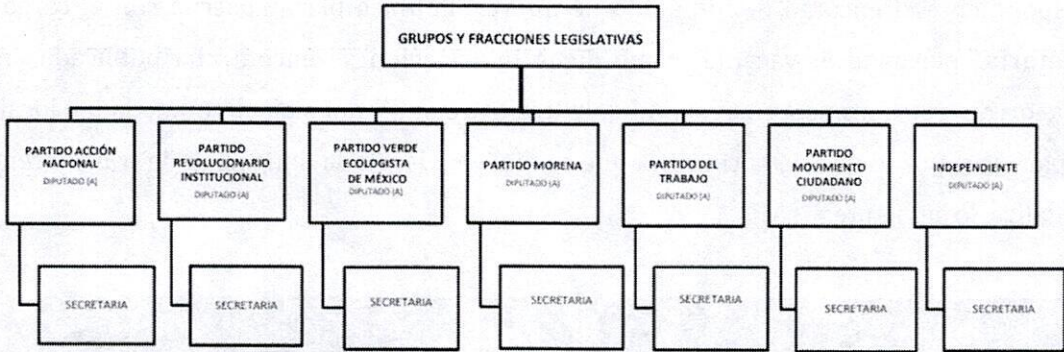 GRUPOS Y FRACCIONES LEGISLATIVAS
PARTIDO ACCIÓN
NACIONAL
DIPUTADO (A)
PARTIDO
REVOLUCIONARIO
INSTITUCIONAL
DIPUTADO (A)
PARTIDO VERDE
ECOLOGISTA
DE MÉXICO
DIPUTADO (A)
PARTIDO MORENA
DIPUTADO (A)
PARTIDO DEL
TRABAJO
DIPUTADO (A)
PARTIDO
MOVIMIENTO
CIUDADANO
DIPUTADO (A)
INDEPENDIENTE
DIPUTADO (A)
SECRETARIA
SECRETARIA
SECRETARIA
SECRETARIA
SECRETARIA
SECRETARIA
SECRETARIA